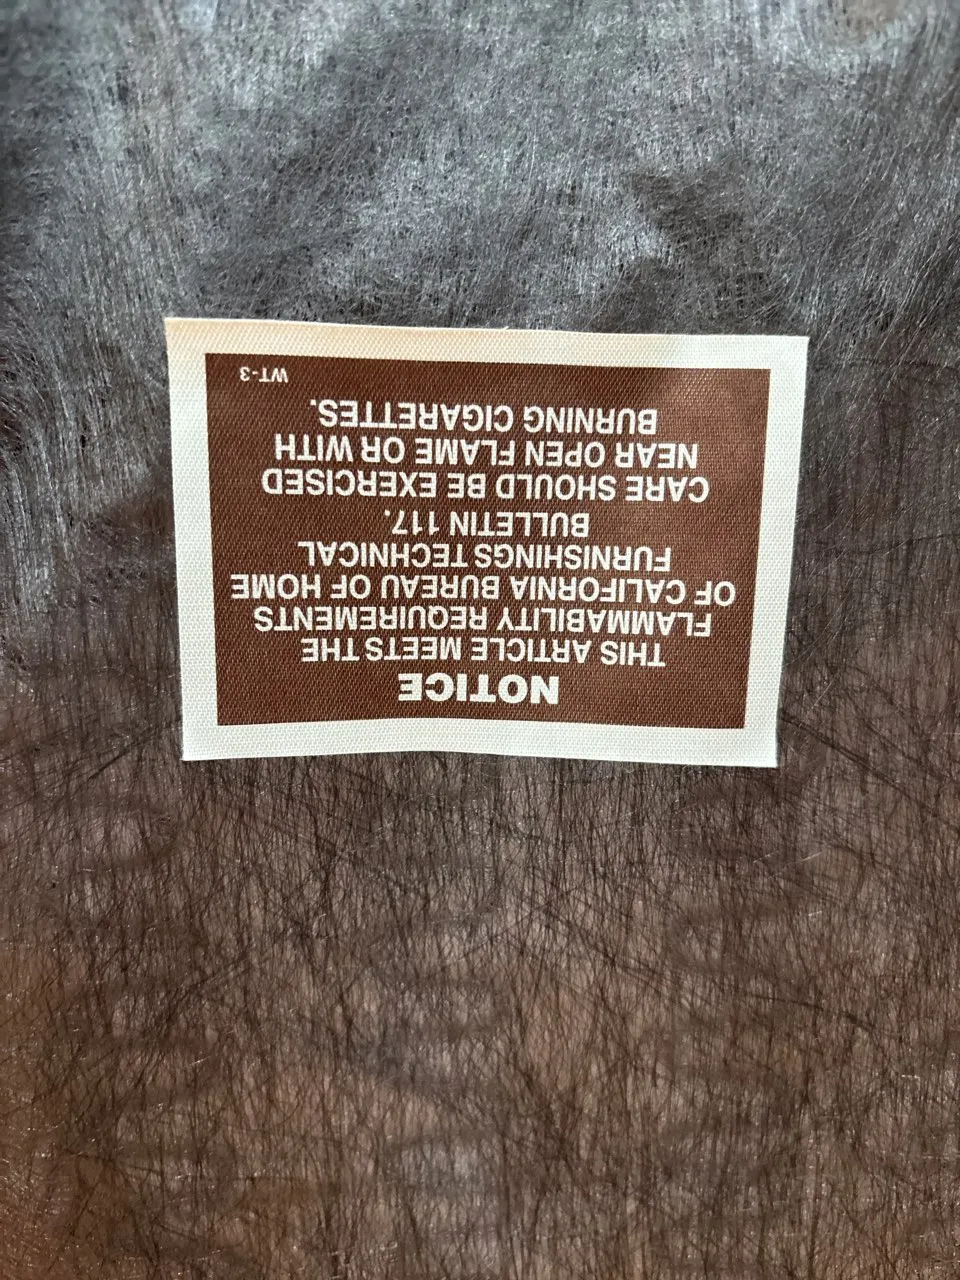 NOTICE
THIS ARTICLE MEETS THE
FLAMMABILITY REQUIREMENTS
OF CALIFORNIA BUREAU OF HOME
FURNISHINGS TECHNICAL
BULLETIN 117.
CARE SHOULD BE EXERCISED
NEAR OPEN FLAME OR WITH
BURNING CIGARETTES.
WT-3